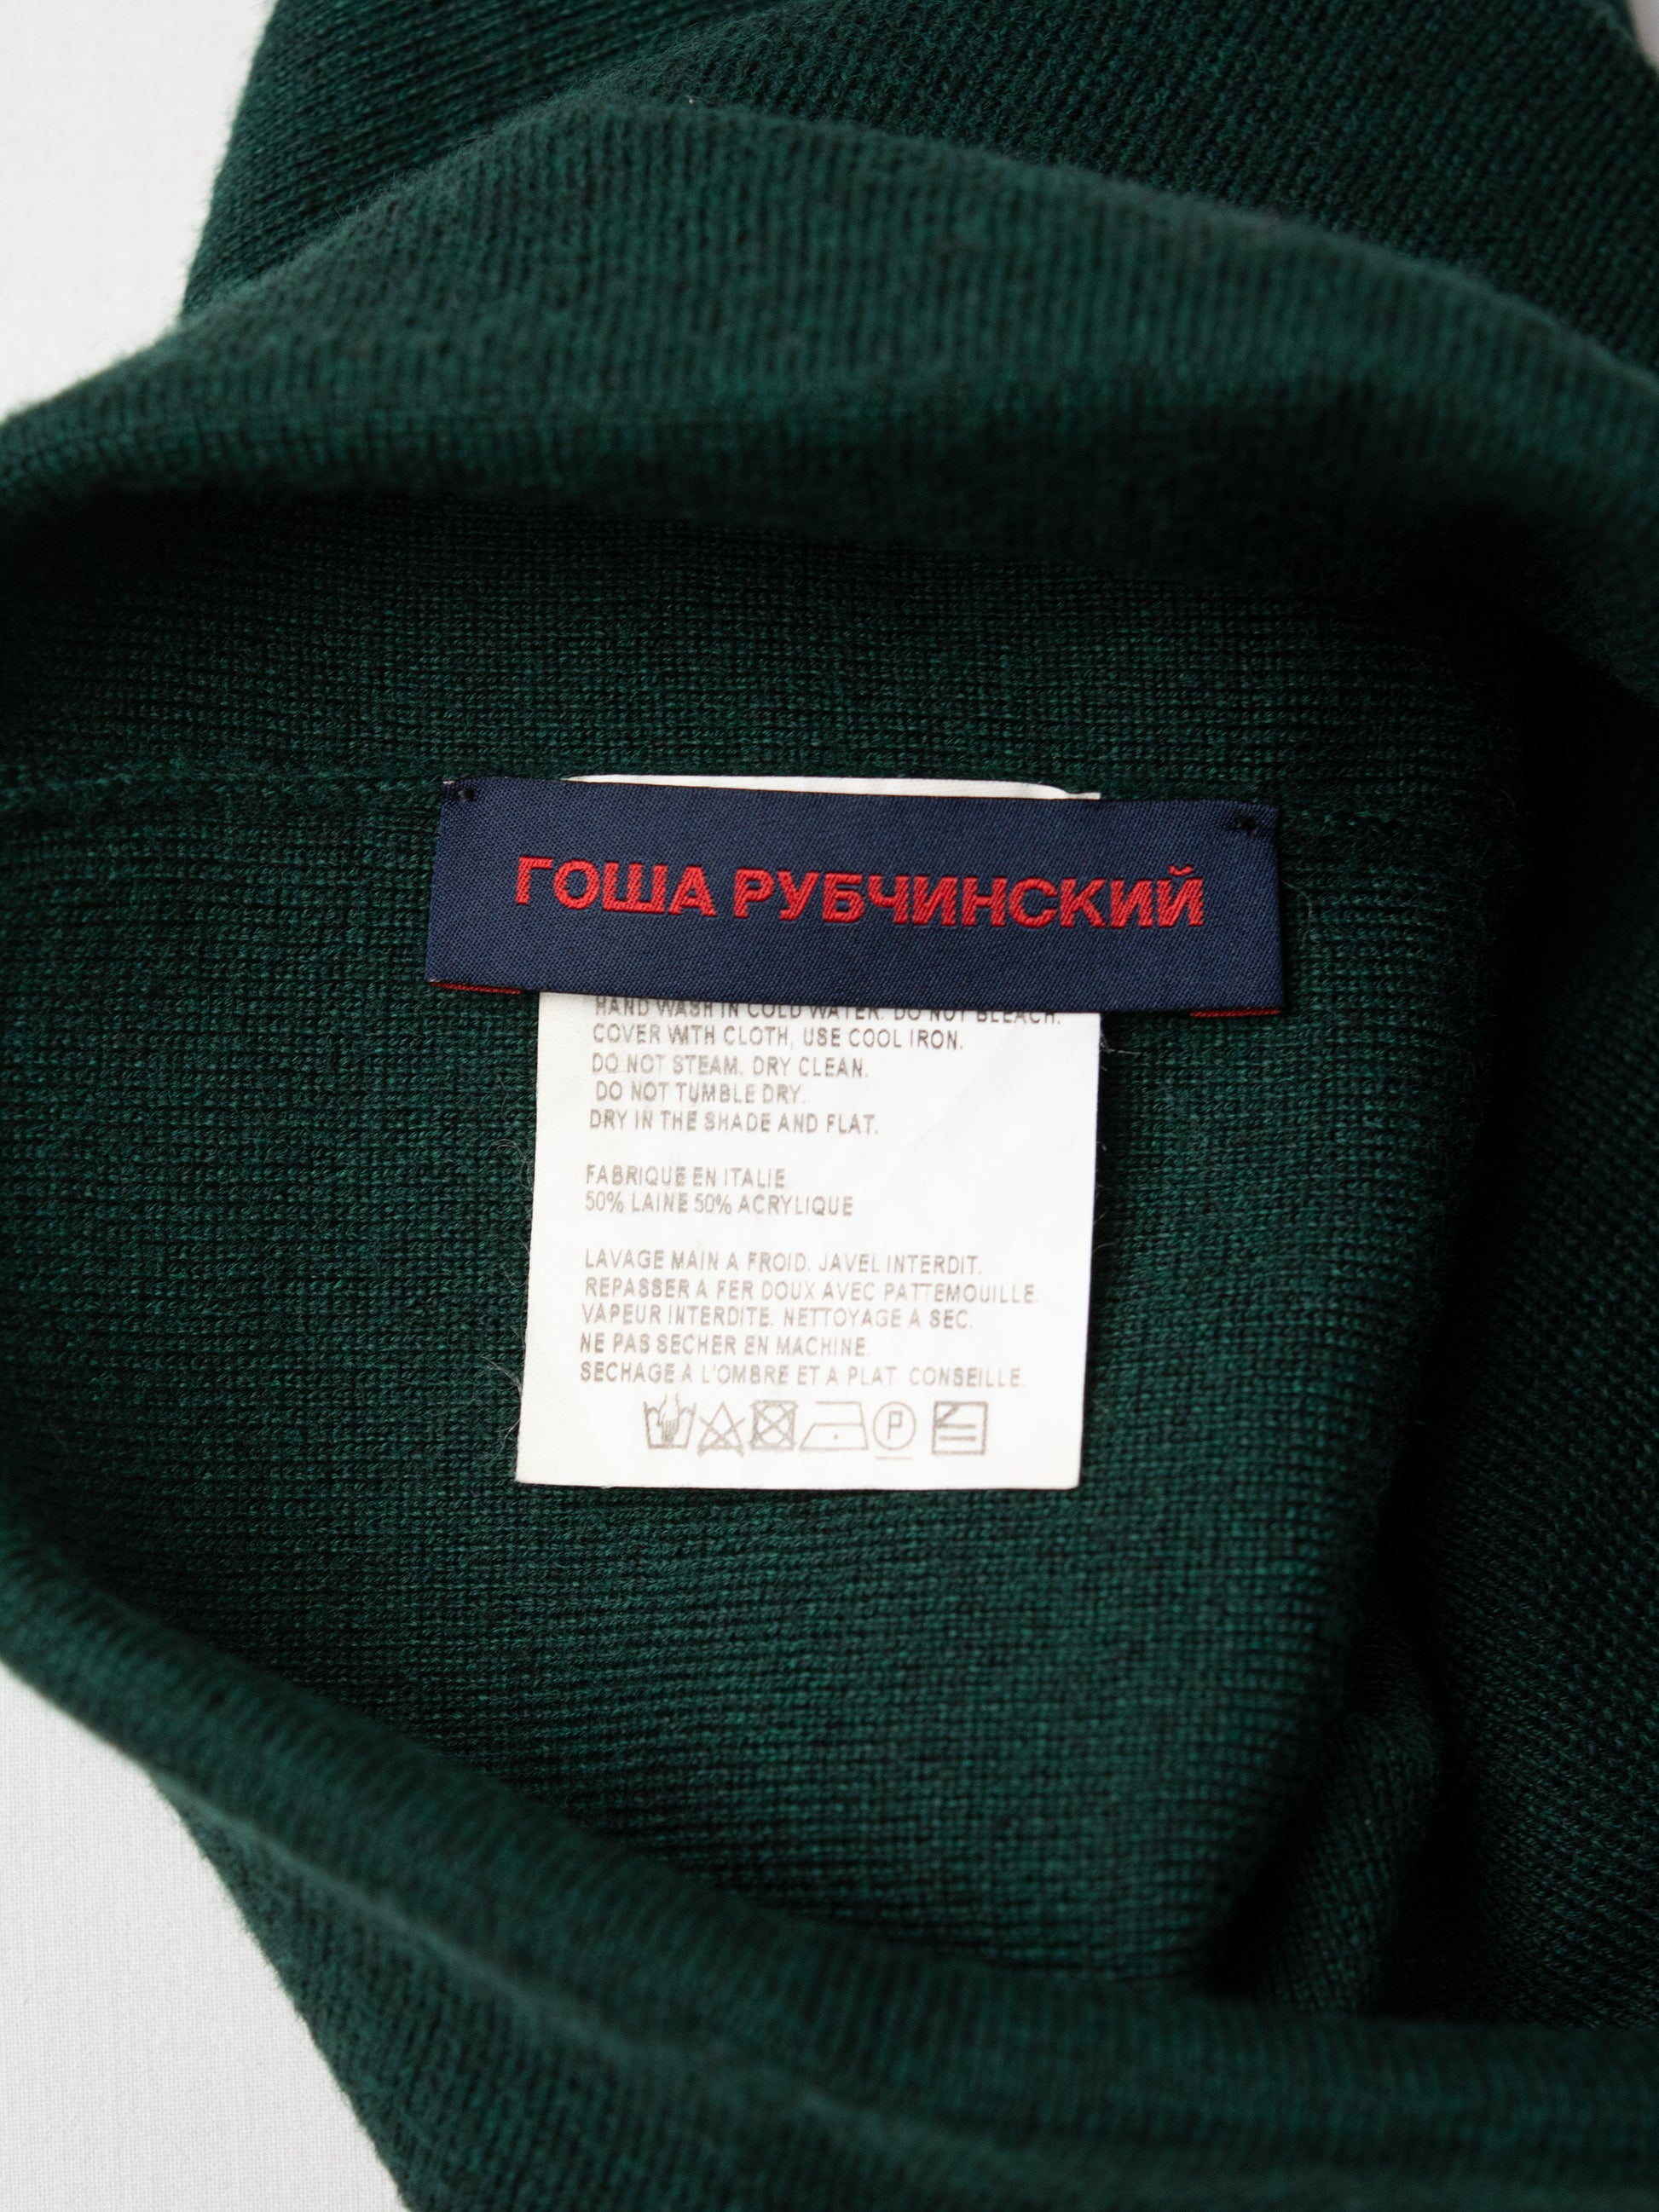 ГОША РУБЧИНСКИЙ
HAND WASH IN COLD WATER. DO NOT BLEACH.
COVER WITH CLOTH, USE COOL IRON.
DO NOT STEAM. DRY CLEAN.
DO NOT TUMBLE DRY.
DRY IN THE SHADE AND FLAT.
FABRIQUE EN ITALIE
50% LAINE 50% ACRYLIQUE
LAVAGE MAIN A FROID. JAVEL INTERDIT.
REPASSER A FER DOUX AVEC PATTEMOUILLE.
VAPEUR INTERDITE. NETTOYAGE A SEC.
NE PAS SECHER EN MACHINE.
SECHAGE A L'OMBRE ET A PLAT CONSEILLE.
P